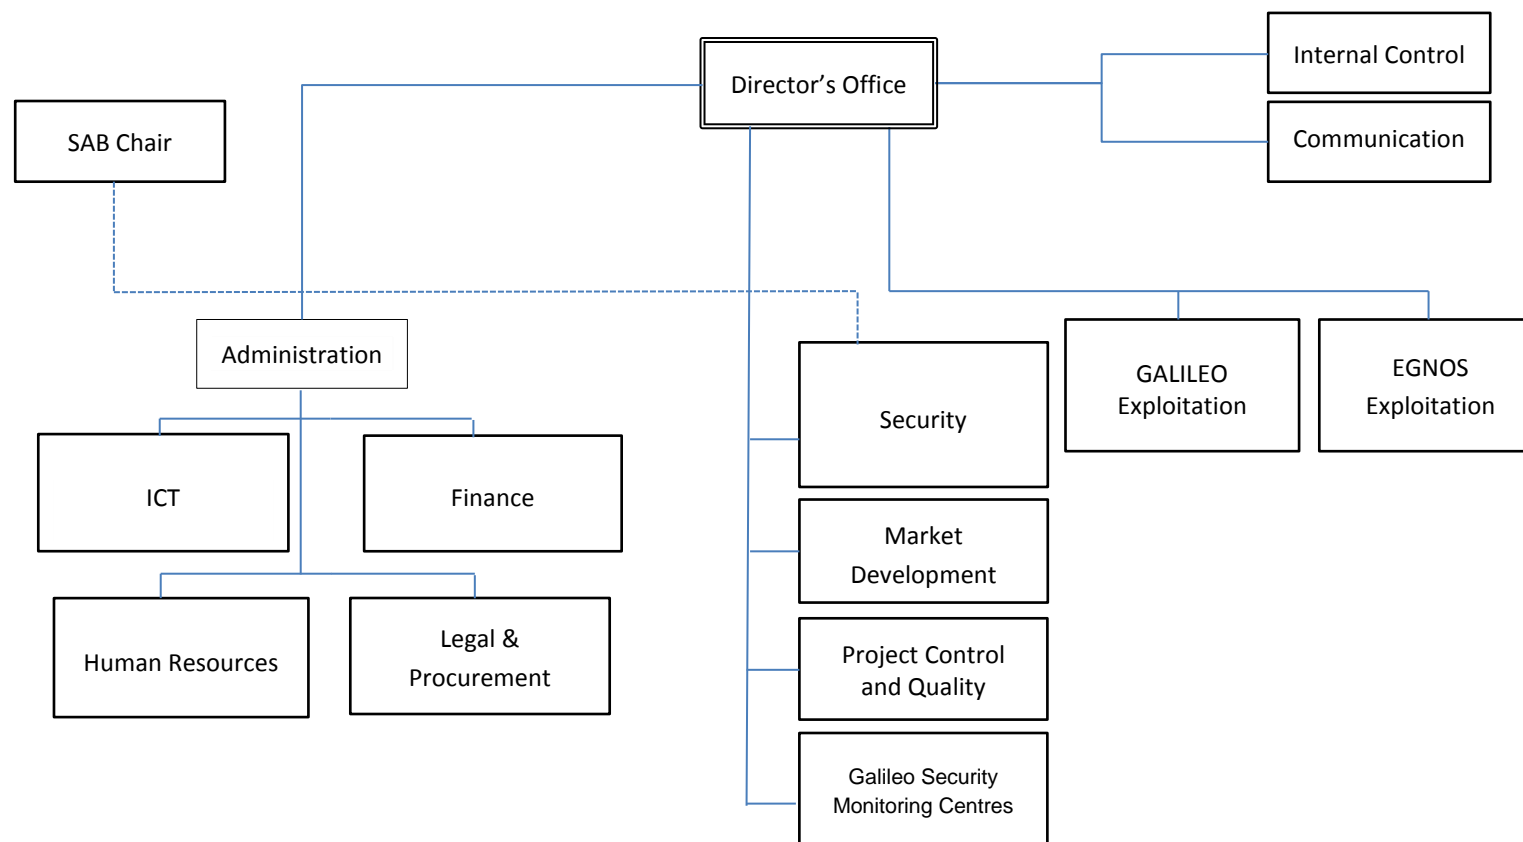 Internal Control
Director’s Office
SAB Chair
Communication
Administration
GALILEO
Exploitation
EGNOS
Exploitation
Security
ICT
Finance
Market
Development
Human Resources
Legal &
Procurement
Project Control
and Quality
Galileo Security
Monitoring Centres